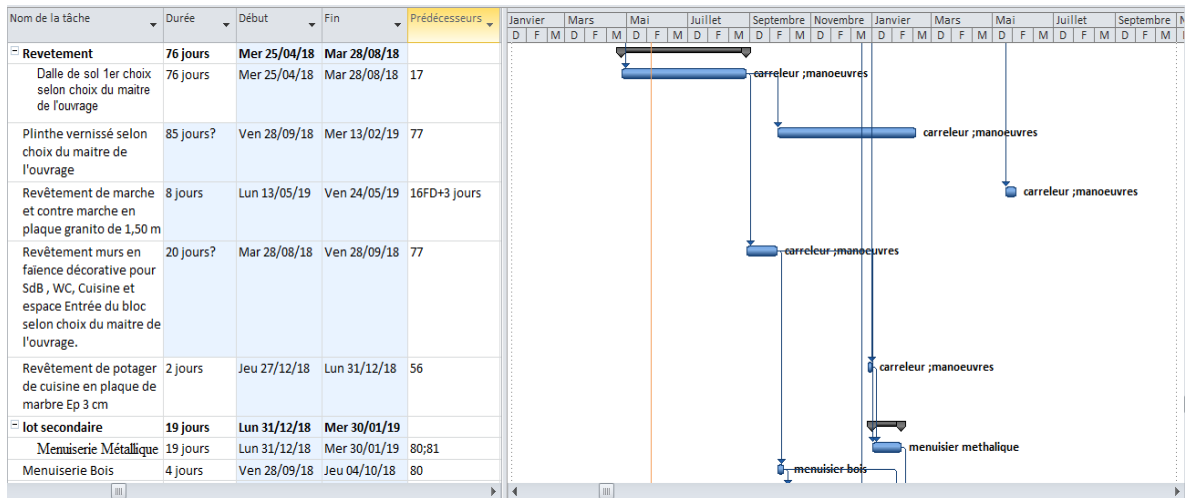 Nom de la tâche Durée Début Fin Prédécesseurs
Janvier Mars Mai Juillet Septembre Novembre Janvier Mars Mai Juillet Septembre N
D F M D F M D F M D F M D F M D F M D F M D F M D F M D F M D F M
Revetement 76 jours Mer 25/04/18 Mar 28/08/18
Dalle de sol 1er choix 76 jours Mer 25/04/18 Mar 28/08/18 17
selon choix du maitre
de l'ouvrage
carreleur ;manoeuvres
Plinthe vernissé selon 85 jours? Ven 28/09/18 Mer 13/02/19 77
choix du maitre de
l'ouvrage
carreleur ;manoeuvres
Revêtement de marche 8 jours Lun 13/05/19 Ven 24/05/19 16FD+3 jours
et contre marche en
plaque granito de 1,50 m
carreleur ;manoeuvres
Revêtement murs en 20 jours? Mar 28/08/18 Ven 28/09/18 77
faïence décorative pour
SdB , WC, Cuisine et
espace Entrée du bloc
selon choix du maitre de
l'ouvrage.
carreleur ;manoeuvres
Revêtement de potager 2 jours Jeu 27/12/18 Lun 31/12/18 56
de cuisine en plaque de
marbre Ep 3 cm
carreleur ;manoeuvres
lot secondaire 19 jours Lun 31/12/18 Mer 30/01/19
Menuiserie Métallique 19 jours Lun 31/12/18 Mer 30/01/19 80;81
menuisier methalique
Menuiserie Bois 4 jours Ven 28/09/18 Jeu 04/10/18 80
menuisier bois